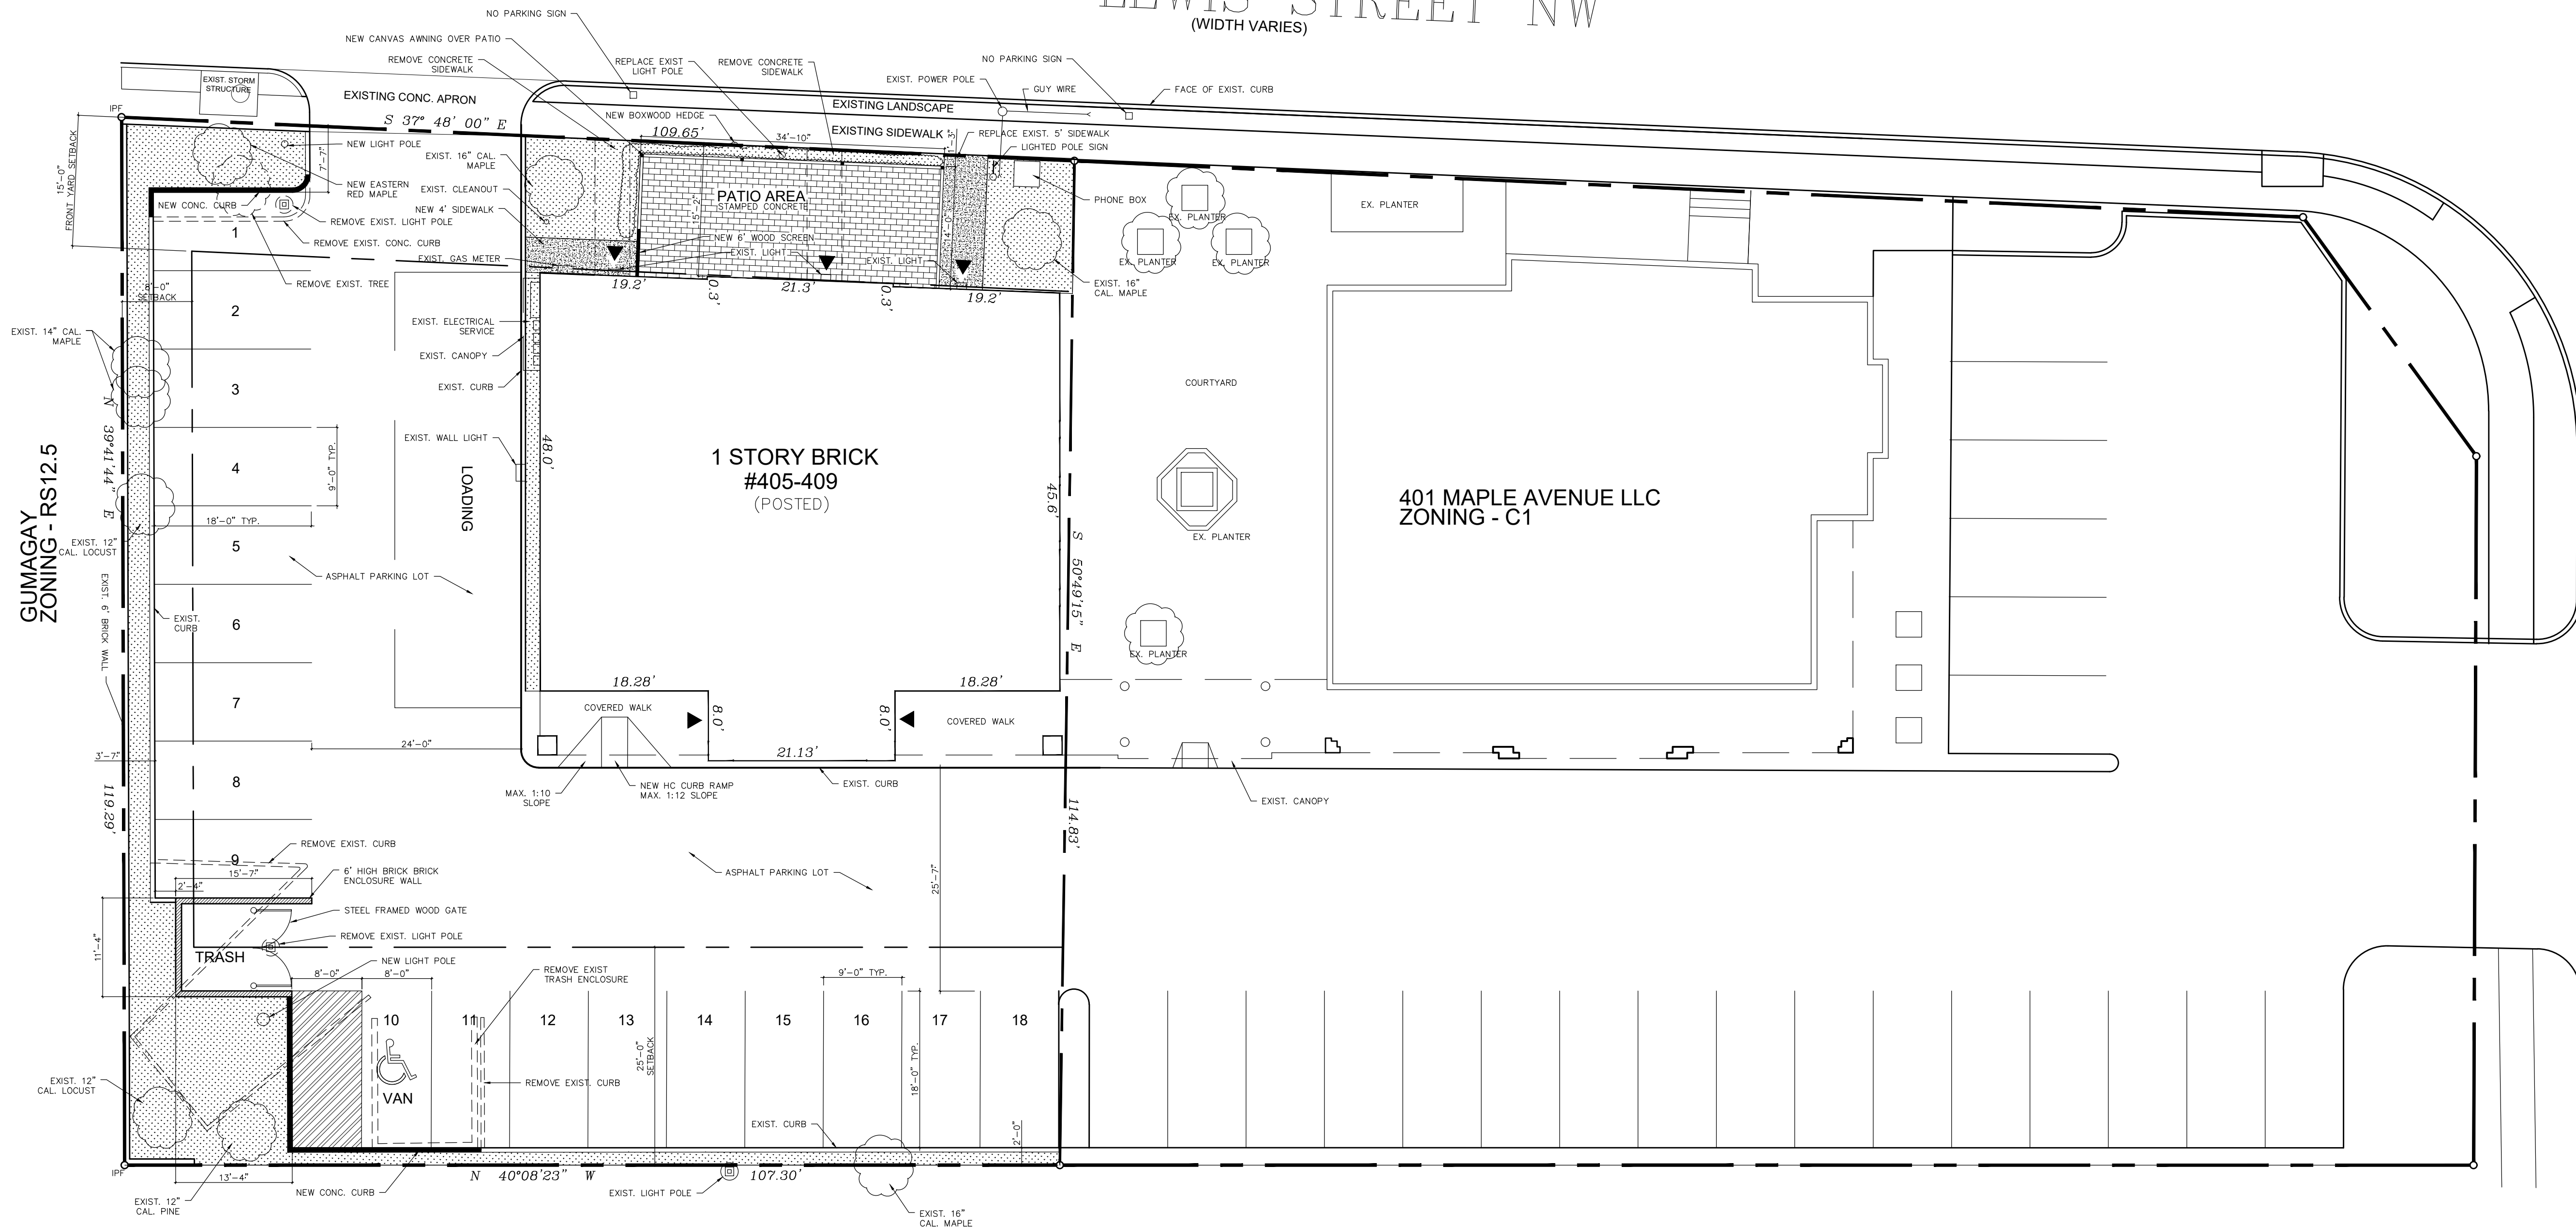 LEWIS STREET NW
(WIDTH VARIES)
NO PARKING SIGN
NEW CANVAS AWNING OVER PATIO
REMOVE CONCRETE
SIDEWALK
REPLACE EXIST
LIGHT POLE
REMOVE CONCRETE
SIDEWALK
EXIST. POWER POLE
NO PARKING SIGN
GUY WIRE
FACE OF EXIST. CURB
EXIST. STORM
STRUCTURE
EXISTING CONC. APRON
EXISTING LANDSCAPE
IPF
S 37° 48' 00" E
NEW BOXWOOD HEDGE
109.65'
34'-10"
EXISTING SIDEWALK
1'-3"
REPLACE EXIST. 5' SIDEWALK
LIGHTED POLE SIGN
15'-0"
FRONT YARD SETBACK
NEW LIGHT POLE
7'-7"
EXIST. 16" CAL.
MAPLE
NEW EASTERN
RED MAPLE
EXIST. CLEANOUT
PATIO AREA
STAMPED CONCRETE
15'-2"
4'-0"
PHONE BOX
EX. PLANTER
EX. PLANTER
EX. PLANTER
EX. PLANTER
NEW CONC. CURB
REMOVE EXIST. LIGHT POLE
NEW 4' SIDEWALK
1
REMOVE EXIST. CONC. CURB
NEW 6' WOOD SCREEN
EXIST. GAS METER
EXIST. LIGHT
EXIST. LIGHT
REMOVE EXIST. TREE
6'-0"
SETBACK
19.2'
0.3'
21.3'
0.3'
19.2'
EXIST. 16"
CAL. MAPLE
2
EXIST. 14" CAL.
MAPLE
EXIST. ELECTRICAL
SERVICE
EXIST. CANOPY
EXIST. CURB
3
COURTYARD
N 39°41'44" E
4
9'-0" TYP.
EXIST. WALL LIGHT
48.0'
LOADING
1 STORY BRICK
#405-409
(POSTED)
45.6'
401 MAPLE AVENUE LLC
ZONING - C1
GUMAGAY
ZONING - RS12.5
18'-0" TYP.
EXIST. 12"
CAL. LOCUST
5
EX. PLANTER
S 50°49'15" E
ASPHALT PARKING LOT
EXIST. 6' BRICK WALL
EXIST.
CURB
6
EX. PLANTER
7
18.28'
18.28'
COVERED WALK
8.0'
8.0'
COVERED WALK
24'-0"
21.13'
3'-7"
8
MAX. 1:10
SLOPE
NEW HC CURB RAMP
MAX. 1:12 SLOPE
EXIST. CURB
EXIST. CANOPY
119.29'
114.83'
REMOVE EXIST. CURB
9
15'-7"
6' HIGH BRICK BRICK
ENCLOSURE WALL
ASPHALT PARKING LOT
25'-7"
2'-4"
STEEL FRAMED WOOD GATE
11'-4"
REMOVE EXIST. LIGHT POLE
TRASH
NEW LIGHT POLE
8'-0"
8'-0"
REMOVE EXIST
TRASH ENCLOSURE
9'-0" TYP.
10
11
12
13
14
15
16
17
18
25'-0"
SETBACK
18'-0" TYP.
EXIST. 12"
CAL. LOCUST
REMOVE EXIST. CURB
VAN
EXIST. CURB
2'-0"
IPF
13'-4"
N 40°08'23" W
107.30'
EXIST. 12"
CAL. PINE
NEW CONC. CURB
EXIST. LIGHT POLE
EXIST. 16"
CAL. MAPLE